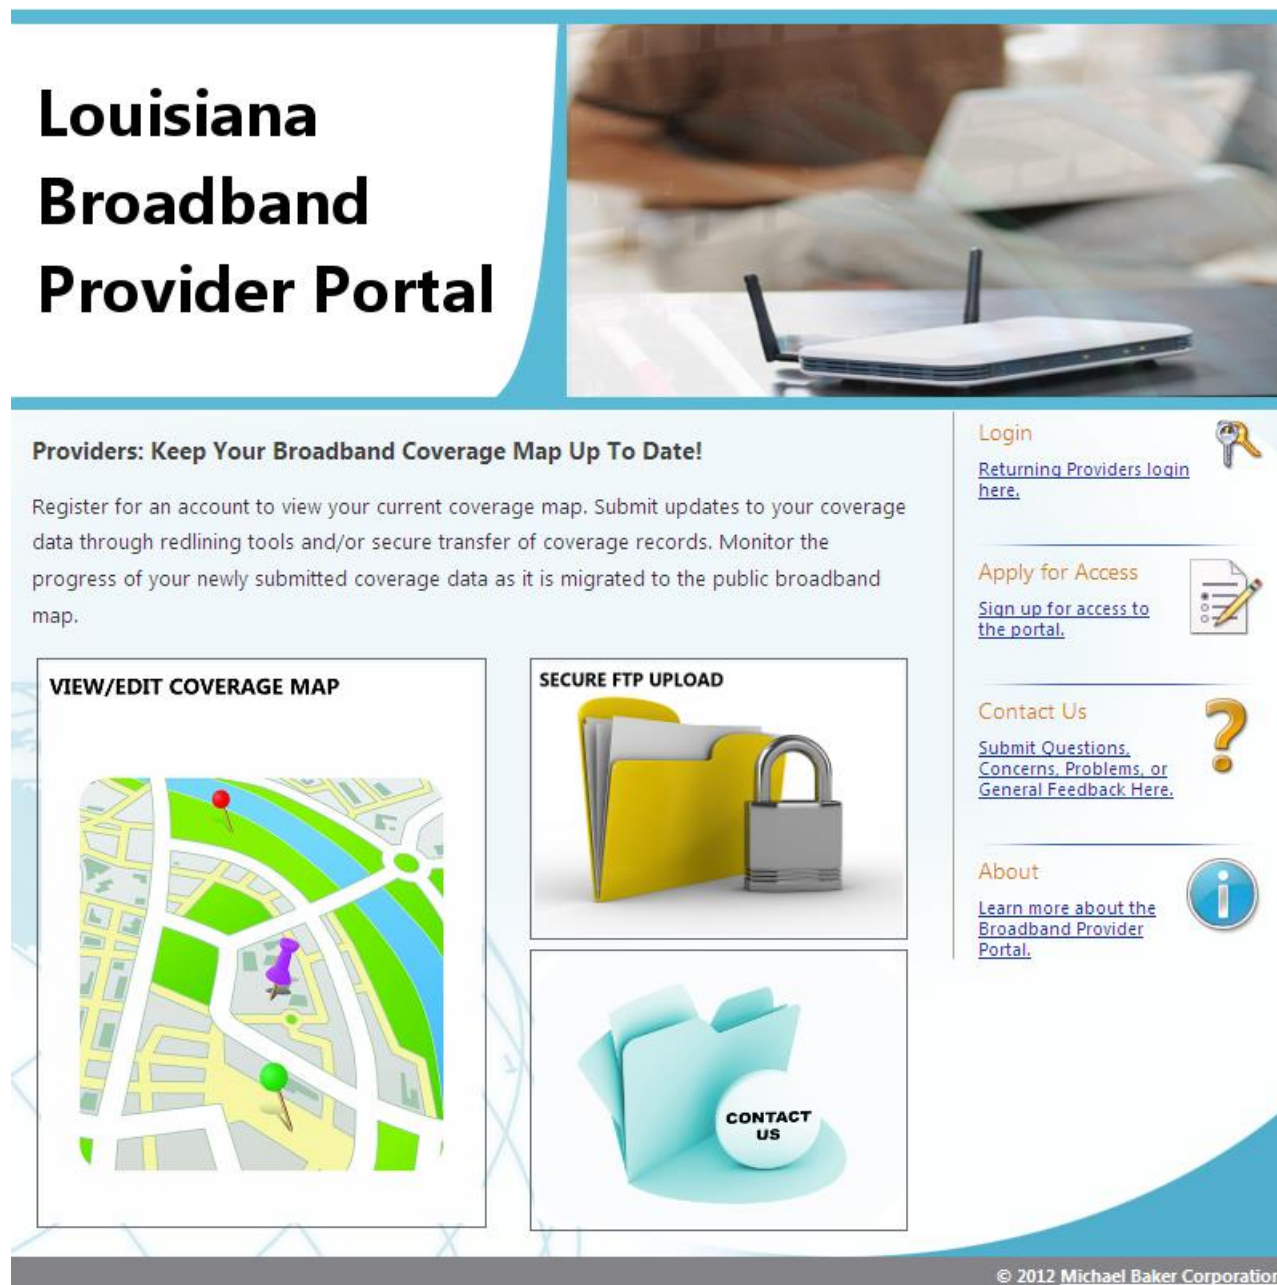 Louisiana
Broadband
Provider Portal
Providers: Keep Your Broadband Coverage Map Up To Date!
Register for an account to view your current coverage map. Submit updates to your coverage
data through redlining tools and/or secure transfer of coverage records. Monitor the
progress of your newly submitted coverage data as it is migrated to the public broadband
map.
VIEW/EDIT COVERAGE MAP
SECURE FTP UPLOAD
CONTACT
US
Login
Returning Providers login
here.
Apply for Access
Sign up for access to
the portal.
Contact Us
Submit Questions,
Concerns, Problems, or
General Feedback Here.
About
Learn more about the
Broadband Provider
Portal.
© 2012 Michael Baker Corporation